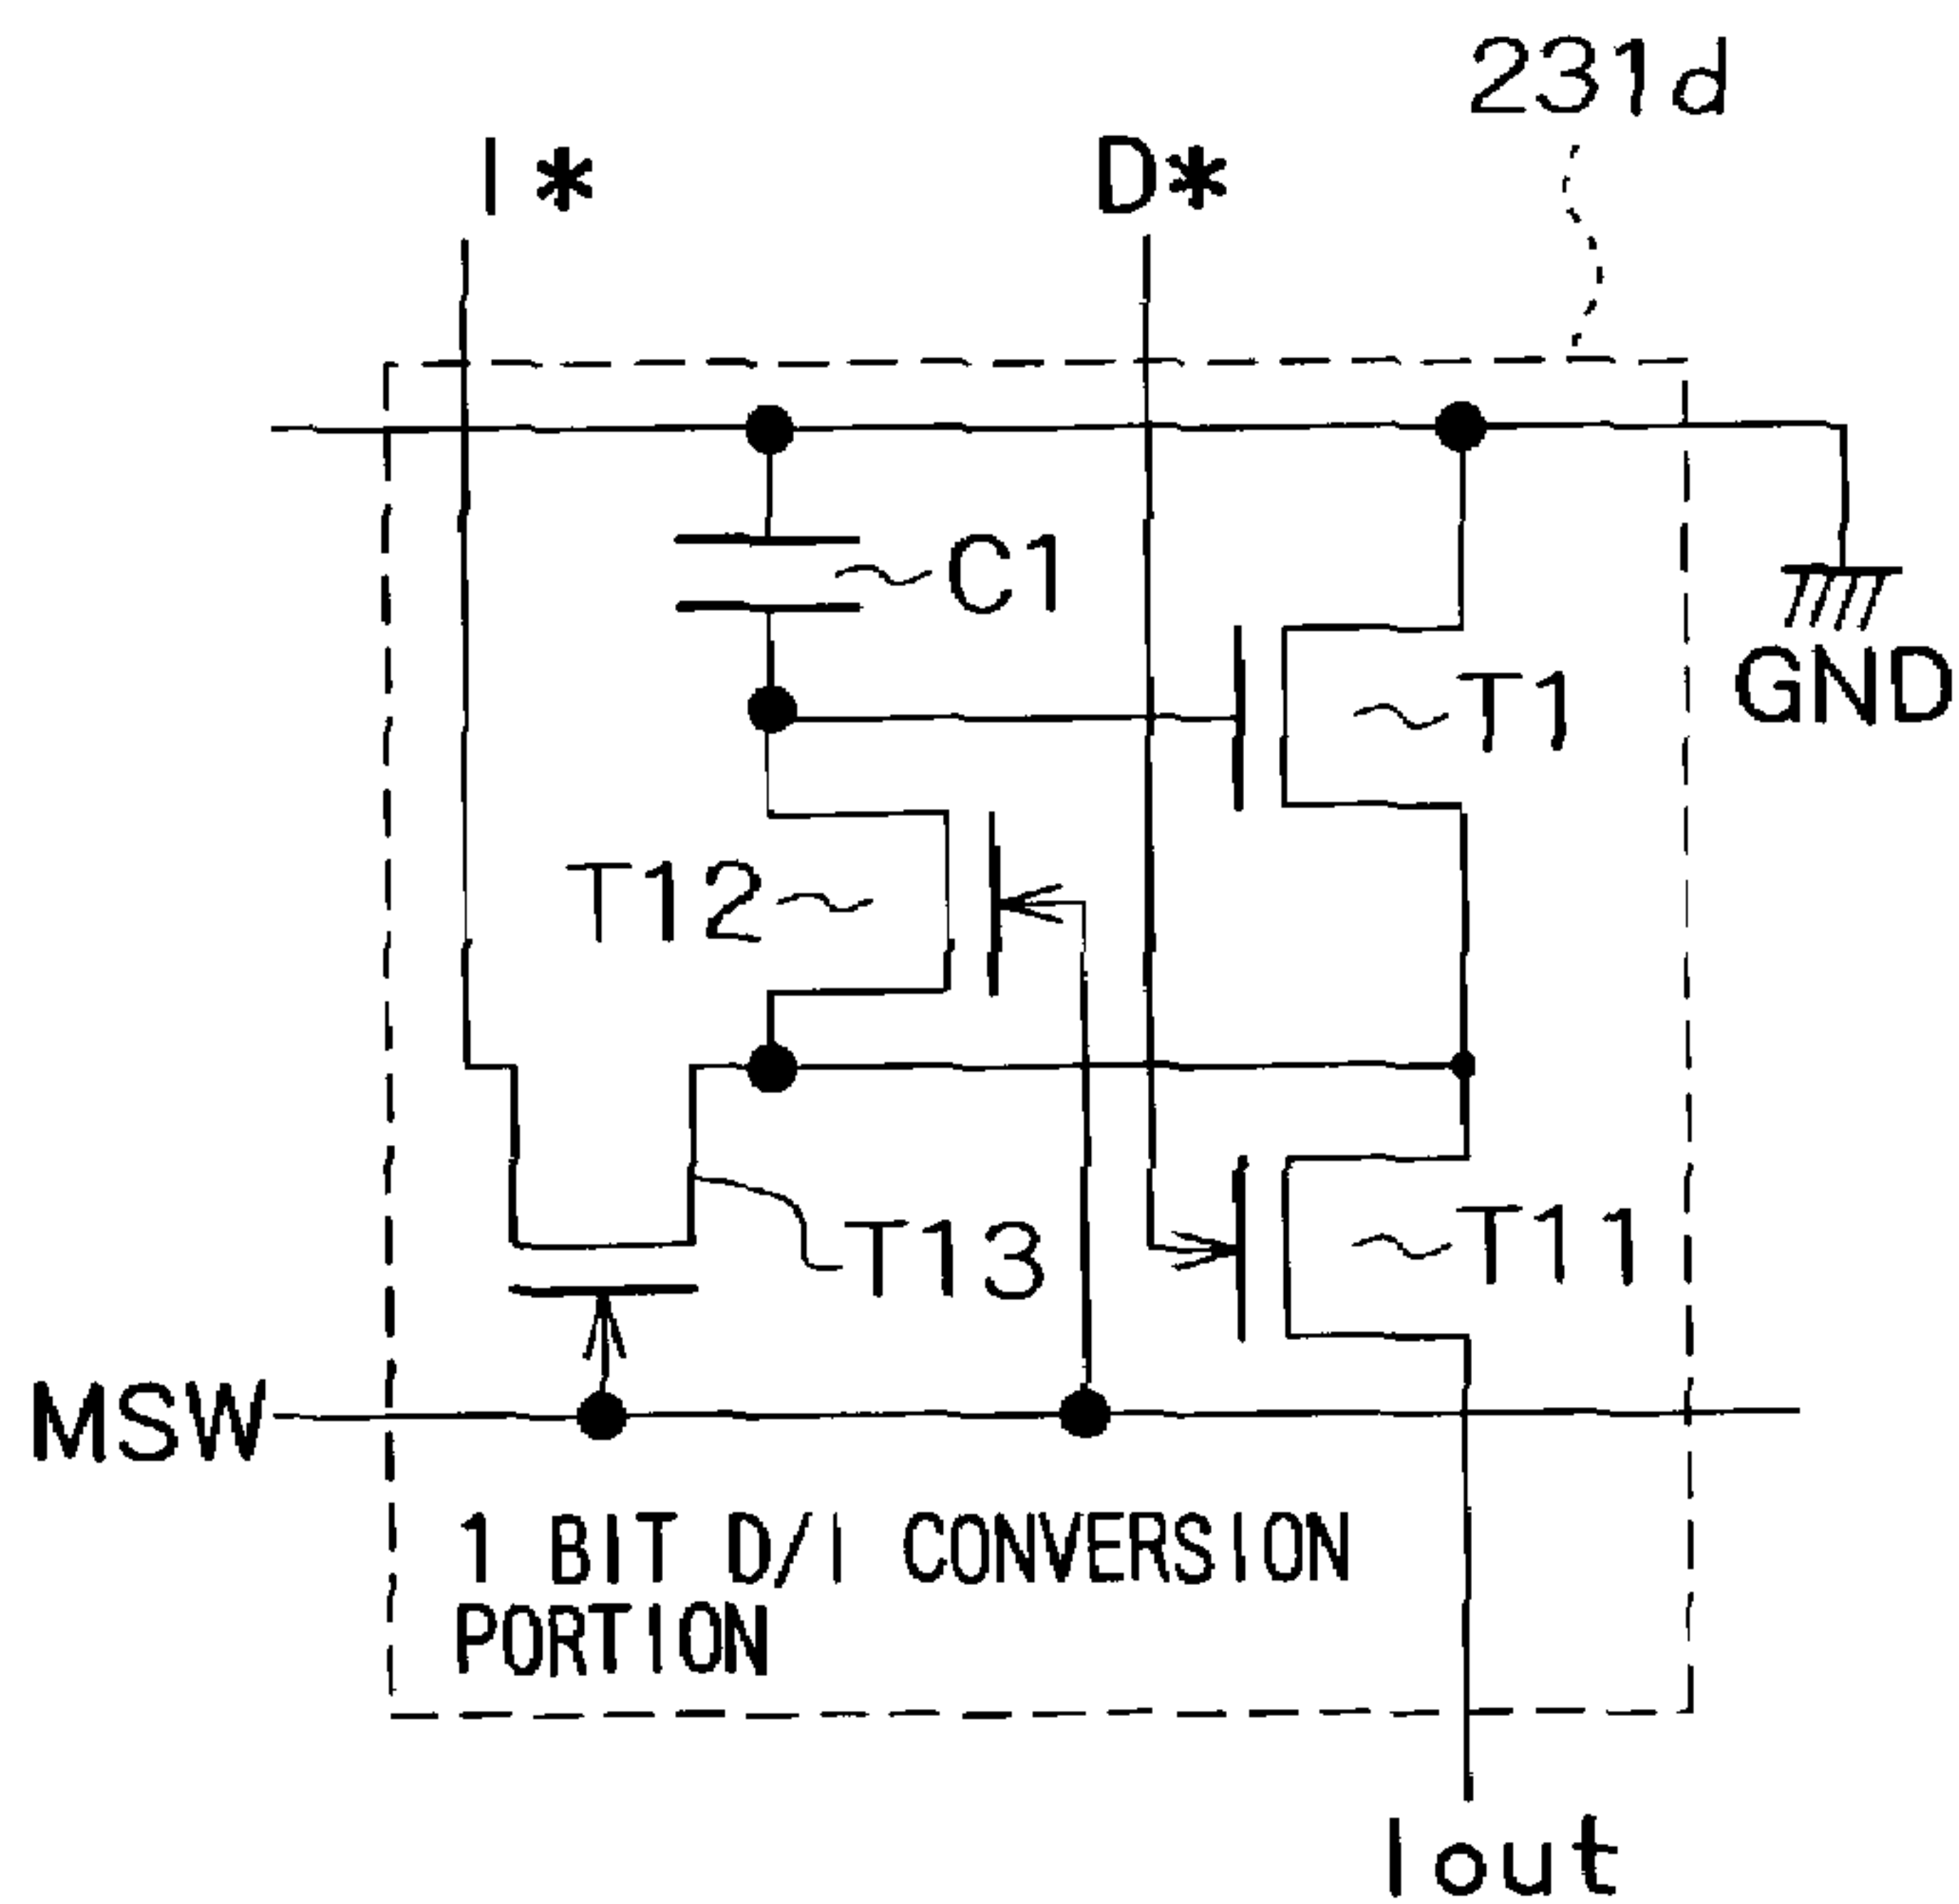 231d
I* D*
C1
T1
GND
T12
T13
T11
MSW
1 BIT D/I CONVERSION
PORTION
Iout